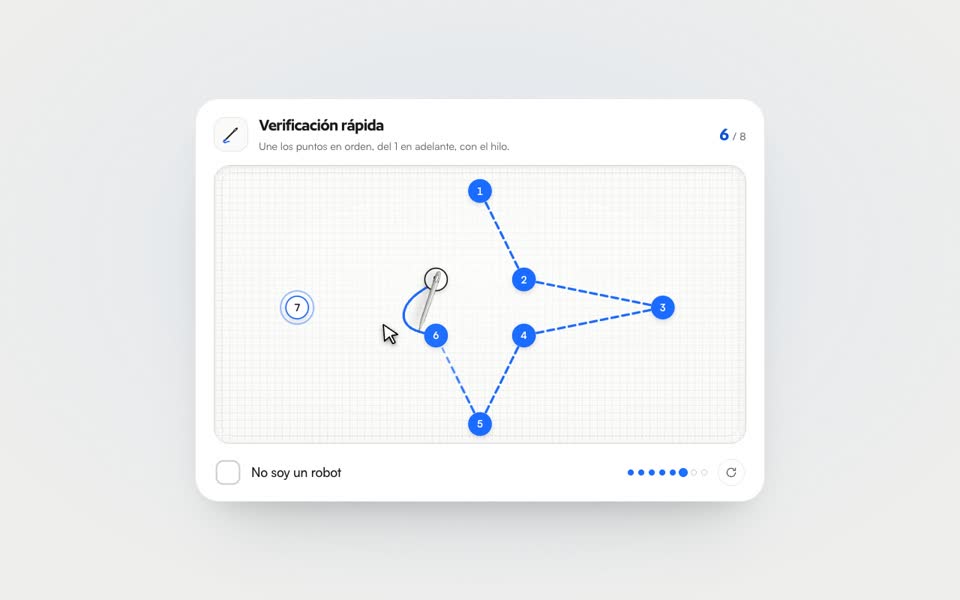 Verificación rápida
Une los puntos en orden, del 1 en adelante, con el hilo.
6 / 8
1
2
7
3
6
4
5
No soy un robot